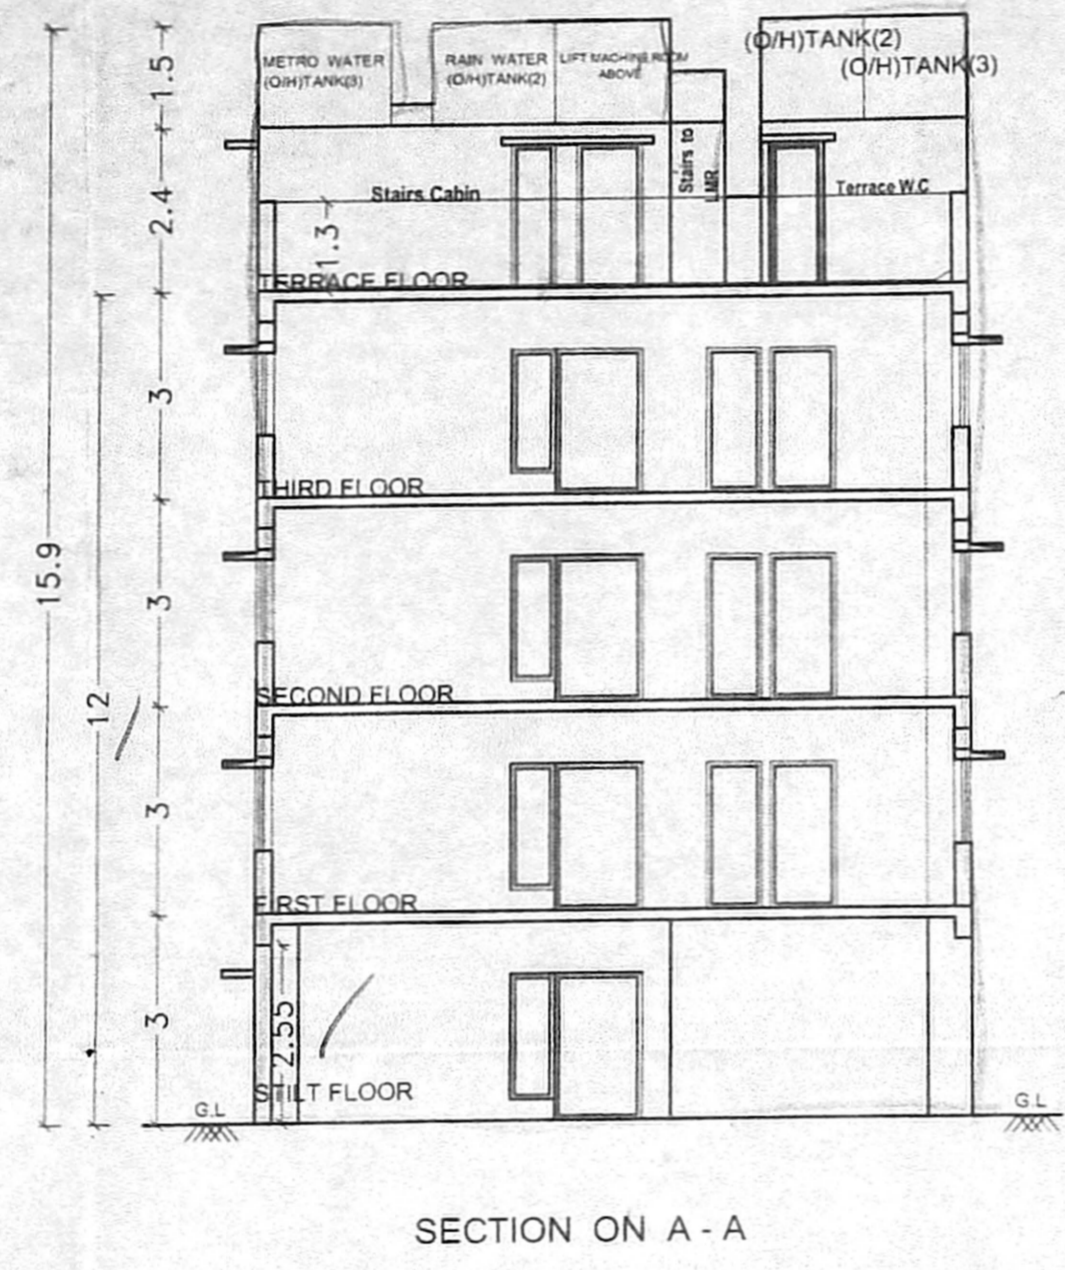 (O/H)TANK(2)
(O/H)TANK(3)
METRO WATER
(O/H)TANK(3)
RAIN WATER
(O/H)TANK(2)
LIFT MACHINE ROOM
ABOVE
1.5
Stairs to
LMR
Stairs Cabin
Terrace W.C
2.4
1.3
TERRACE FLOOR
3
THIRD FLOOR
15.9
3
SECOND FLOOR
12
3
FIRST FLOOR
3
2.55
STILT FLOOR
G.L
G.L
SECTION ON A - A